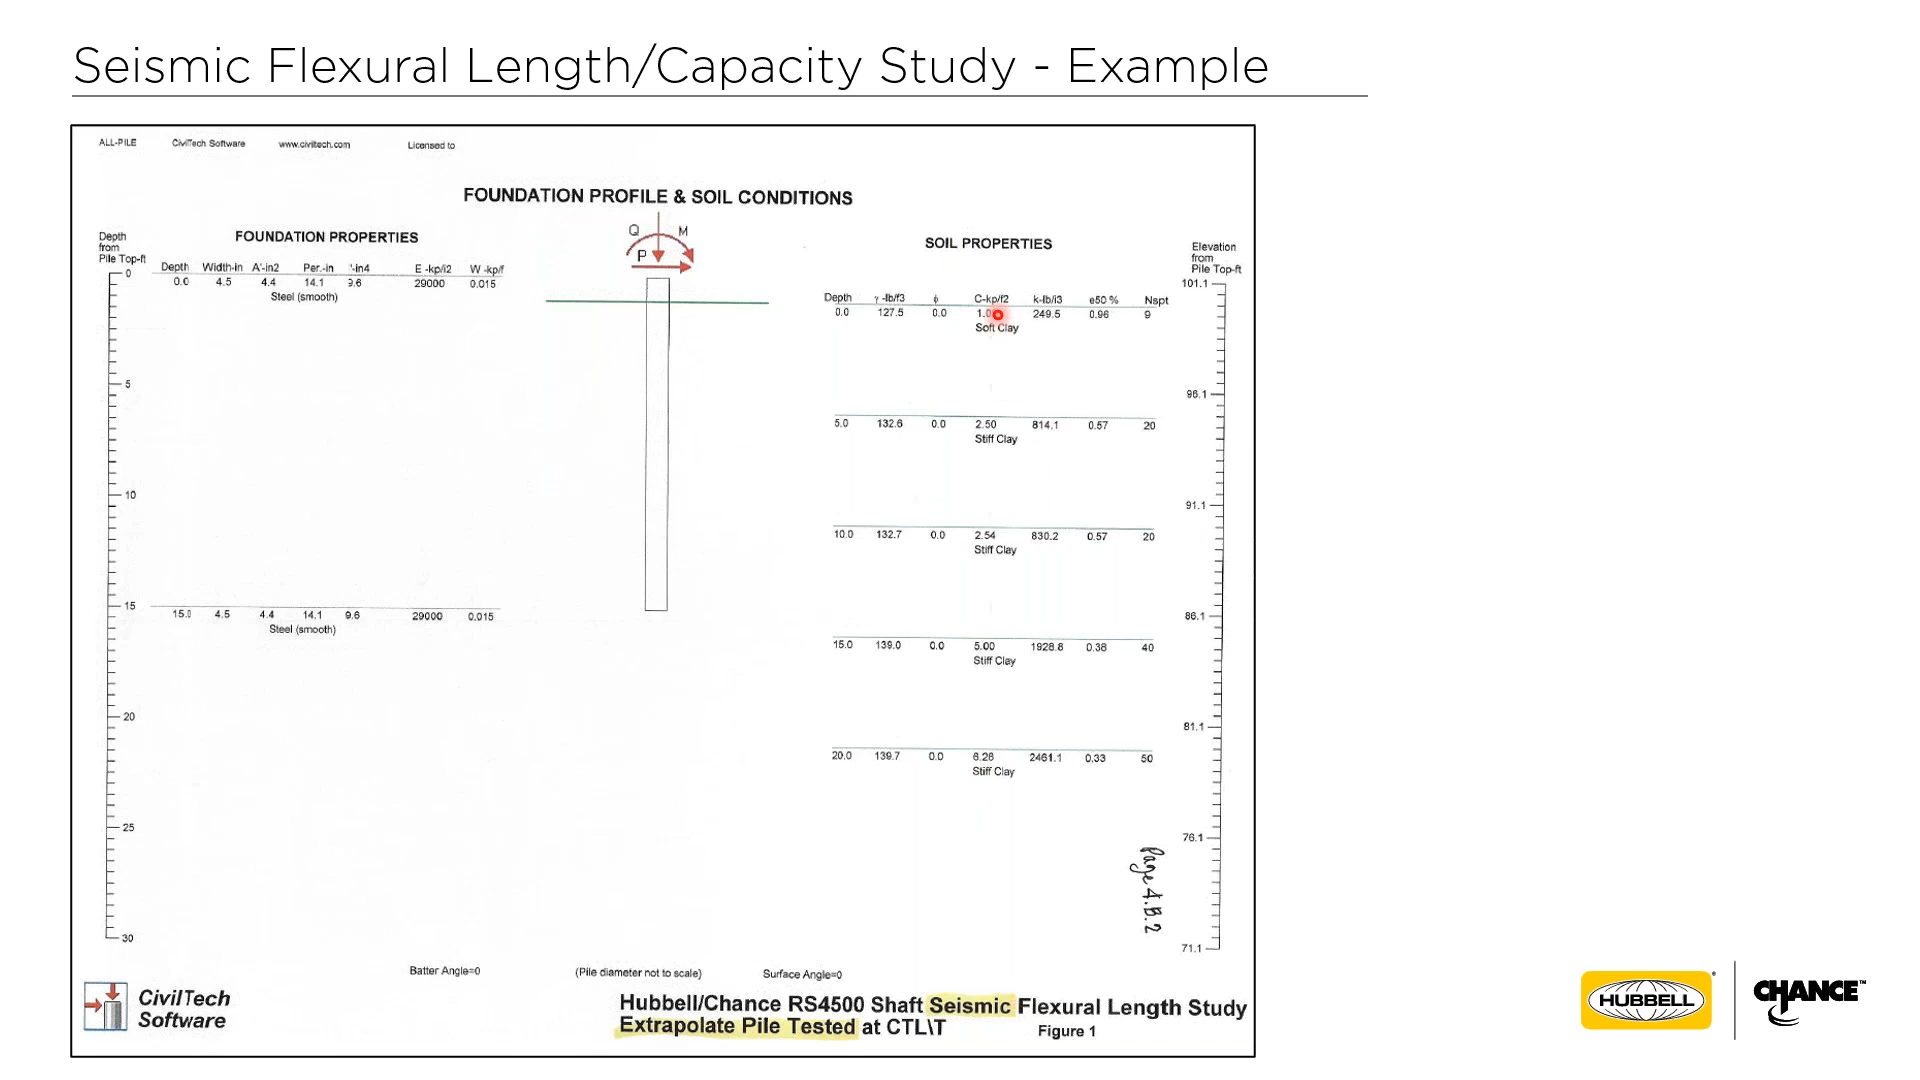 Seismic Flexural Length/Capacity Study - Example
ALL-PILE CivilTech Software www.civiltech.com Licensed to
FOUNDATION PROFILE & SOIL CONDITIONS
Depth
from
Pile Top-ft
FOUNDATION PROPERTIES
Depth Width-in A'-in2 Per.-in '-in4 E -kp/i2 W -kp/f
0.0 4.5 4.4 14.1 9.6 29000 0.015
Steel (smooth)
15.0 4.5 4.4 14.1 9.6 29000 0.015
Steel (smooth)
0
5
10
15
20
25
30
Q M
P
SOIL PROPERTIES
Depth γ -lb/f3 ϕ C-kp/f2 k-lb/i3 e50 % Nspt
0.0 127.5 0.0 1.0 249.5 0.96 9
Soft Clay
5.0 132.6 0.0 2.50 814.1 0.57 20
Stiff Clay
10.0 132.7 0.0 2.54 830.2 0.57 20
Stiff Clay
15.0 139.0 0.0 5.00 1928.8 0.38 40
Stiff Clay
20.0 139.7 0.0 6.26 2461.1 0.33 50
Stiff Clay
Elevation
from
Pile Top-ft
101.1
96.1
91.1
86.1
81.1
76.1
71.1
Page 4.B.2
Batter Angle=0 (Pile diameter not to scale) Surface Angle=0
CivilTech
Software
Hubbell/Chance RS4500 Shaft Seismic Flexural Length Study
Extrapolate Pile Tested at CTL\T Figure 1
HUBBELL®
CHANCE™